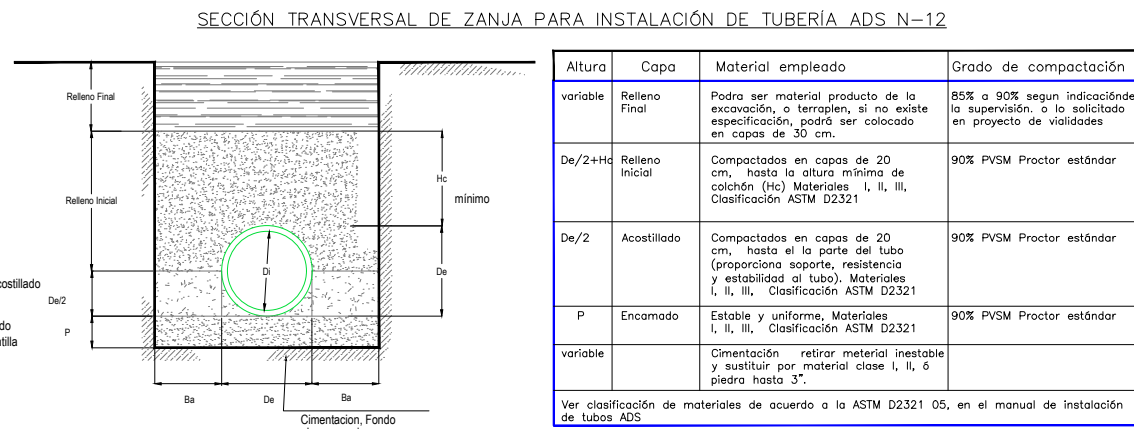 SECCIÓN TRANSVERSAL DE ZANJA PARA INSTALACIÓN DE TUBERÍA ADS N-12
Relleno Final
Relleno Inicial
Hc
mínimo
Di
De
costillado
De/2
P
do
tilla
Ba
De
Ba
Cimentacion, Fondo
Altura Capa Material empleado Grado de compactación
variable Relleno Podra ser material producto de la 85% a 90% segun indicaciónde
Final excavación, o terraplen, si no existe la supervisión. o lo solicitado
especificación, podrá ser colocado en proyecto de vialidades
en capas de 30 cm.
De/2+Hc Relleno Compactados en capas de 20 90% PVSM Proctor estándar
Inicial cm, hasta la altura mínima de
colchón (Hc) Materiales I, II, III,
Clasificación ASTM D2321
De/2 Acostillado Compactados en capas de 20 90% PVSM Proctor estándar
cm, hasta el la parte del tubo
(proporciona soporte, resistencia
y estabilidad al tubo). Materiales
I, II, III, Clasificación ASTM D2321
P Encamado Estable y uniforme, Materiales 90% PVSM Proctor estándar
I, II, III, Clasificación ASTM D2321
variable Cimentación retirar meterial inestable
y sustituir por material clase I, II, ó
piedra hasta 3".
Ver clasificación de materiales de acuerdo a la ASTM D2321 05, en el manual de instalación
de tubos ADS